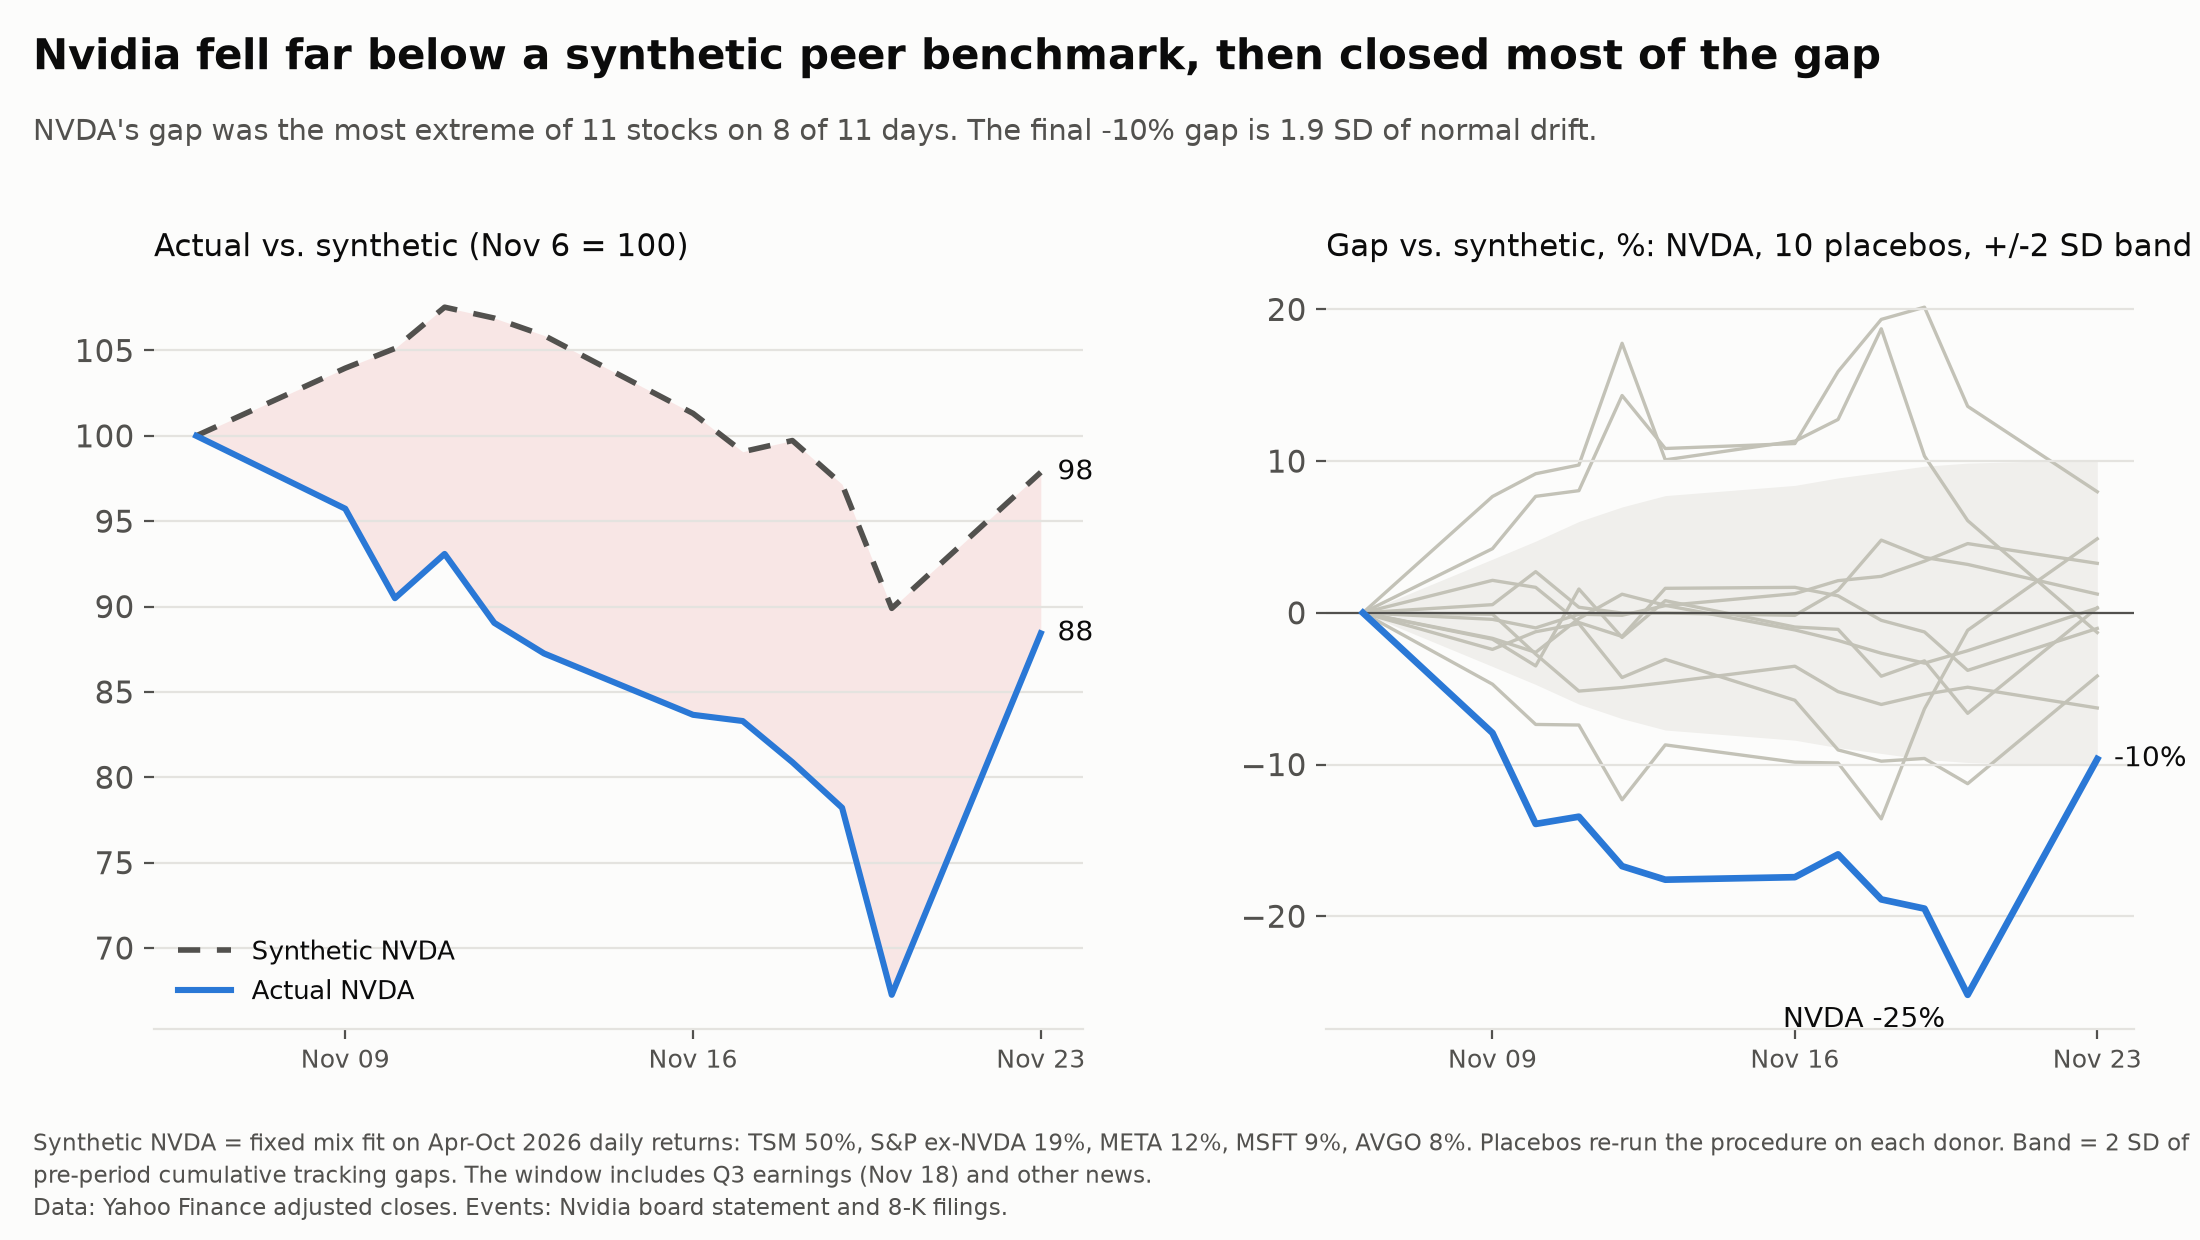 Nvidia fell far below a synthetic peer benchmark, then closed most of the gap
NVDA's gap was the most extreme of 11 stocks on 8 of 11 days. The final -10% gap is 1.9 SD of normal drift.
Actual vs. synthetic (Nov 6 = 100)
105
100
95
90
85
80
75
70
98
88
Synthetic NVDA
Actual NVDA
Nov 09
Nov 16
Nov 23
Gap vs. synthetic, %: NVDA, 10 placebos, +/-2 SD band
20
10
0
−10
−20
-10%
NVDA -25%
Nov 09
Nov 16
Nov 23
Synthetic NVDA = fixed mix fit on Apr-Oct 2026 daily returns: TSM 50%, S&P ex-NVDA 19%, META 12%, MSFT 9%, AVGO 8%. Placebos re-run the procedure on each donor. Band = 2 SD of
pre-period cumulative tracking gaps. The window includes Q3 earnings (Nov 18) and other news.
Data: Yahoo Finance adjusted closes. Events: Nvidia board statement and 8-K filings.